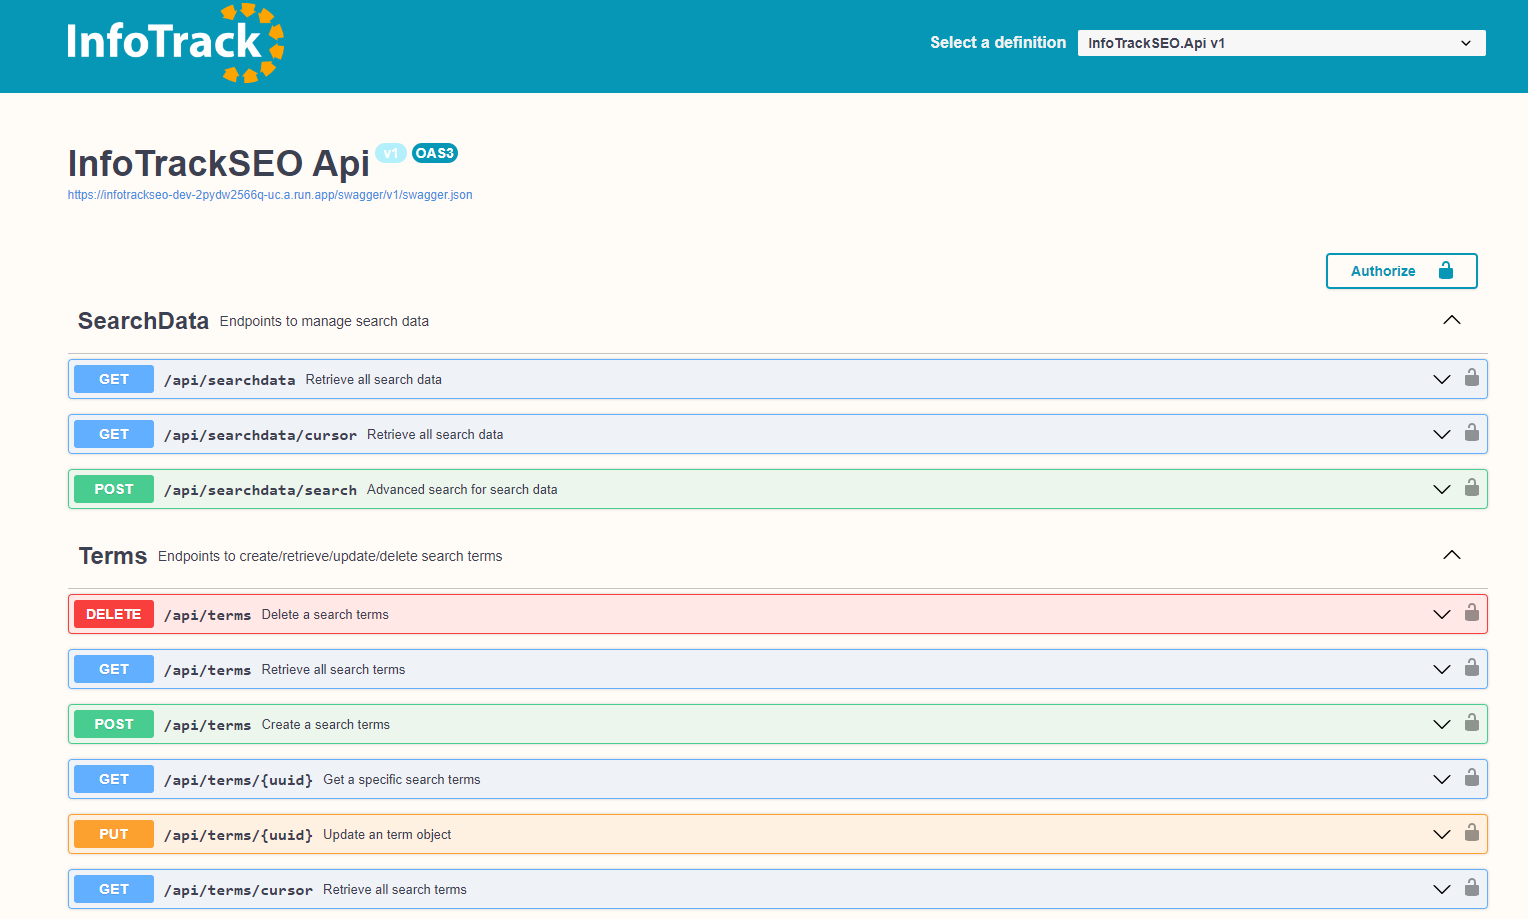 InfoTrack
Select a definition
InfoTrackSEO.Api v1
InfoTrackSEO Api v1 OAS3
https://infotrackseo-dev-2pydw2566q-uc.a.run.app/swagger/v1/swagger.json
Authorize
SearchData Endpoints to manage search data
GET /api/searchdata Retrieve all search data
GET /api/searchdata/cursor Retrieve all search data
POST /api/searchdata/search Advanced search for search data
Terms Endpoints to create/retrieve/update/delete search terms
DELETE /api/terms Delete a search terms
GET /api/terms Retrieve all search terms
POST /api/terms Create a search terms
GET /api/terms/{uuid} Get a specific search terms
PUT /api/terms/{uuid} Update an term object
GET /api/terms/cursor Retrieve all search terms